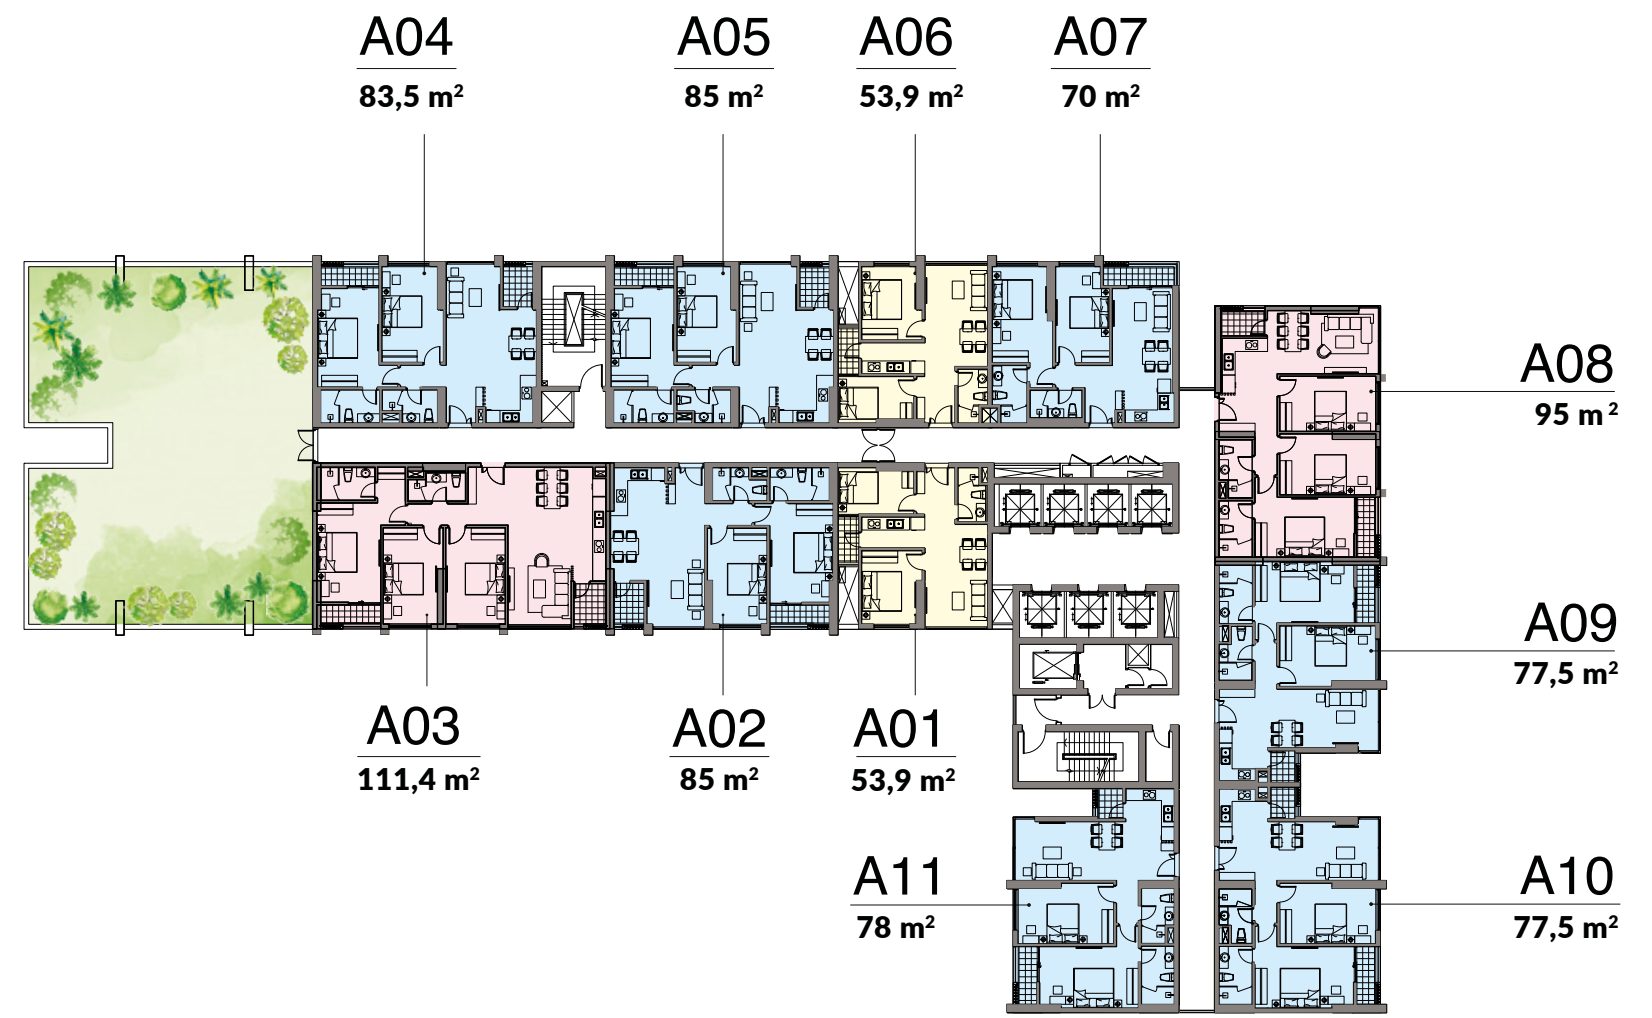 A04
83,5 m²
A05
85 m²
A06
53,9 m²
A07
70 m²
A08
95 m²
A09
77,5 m²
A03
111,4 m²
A02
85 m²
A01
53,9 m²
A11
78 m²
A10
77,5 m²